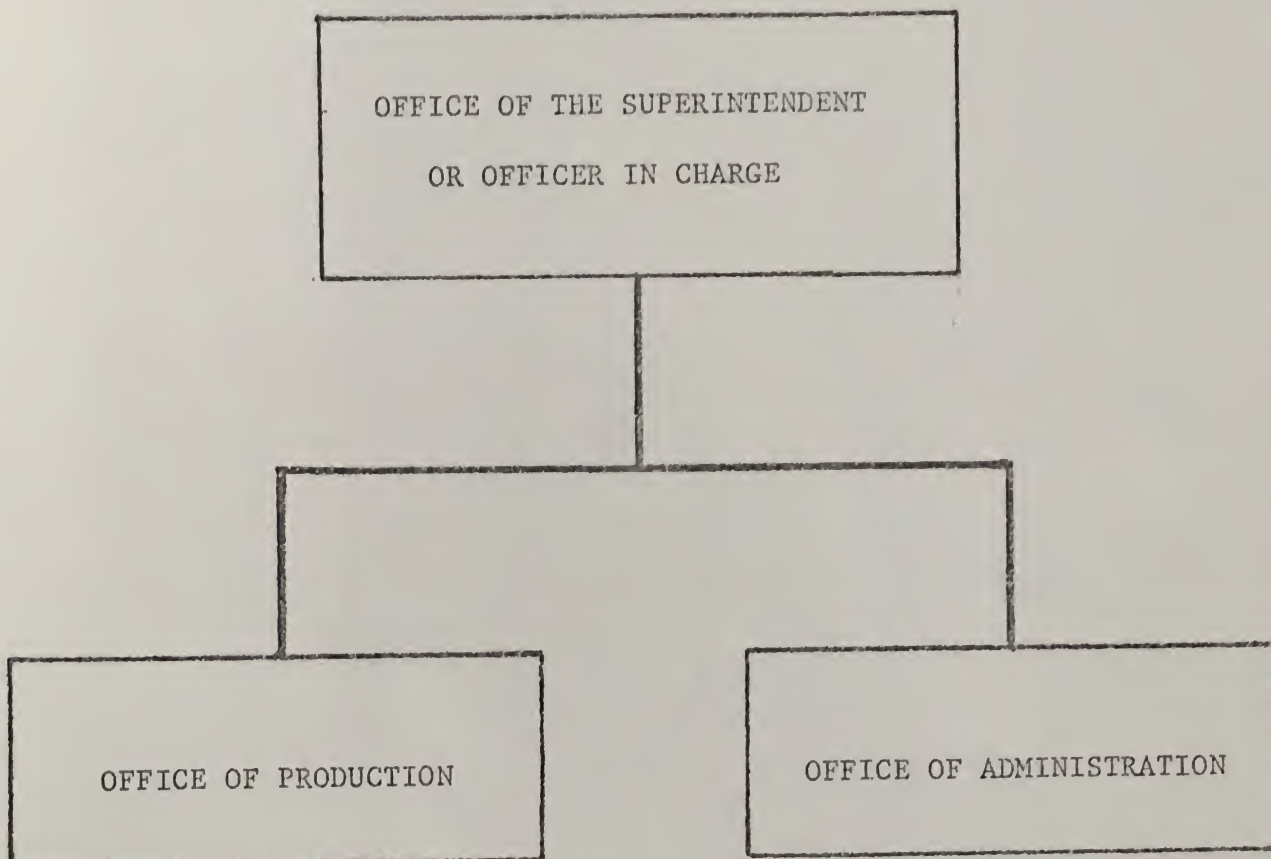 OFFICE OF THE SUPERINTENDENT
OR OFFICER IN CHARGE
OFFICE OF PRODUCTION
OFFICE OF ADMINISTRATION